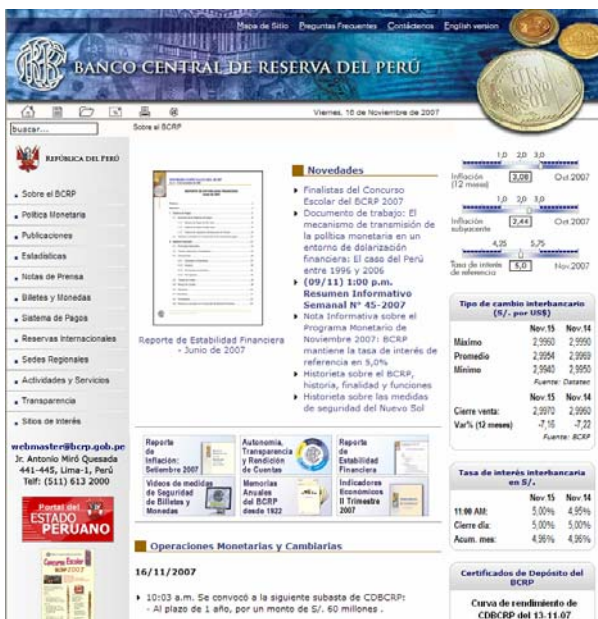 Mapa de Sitio Preguntas Frecuentes Contáctenos English version
BANCO CENTRAL DE RESERVA DEL PERÚ
Viernes, 16 de Noviembre de 2007
buscar...
Sobre el BCRP
REPÚBLICA DEL PERÚ
Sobre el BCRP
Política Monetaria
Publicaciones
Estadísticas
Notas de Prensa
Billetes y Monedas
Sistema de Pagos
Reservas Internacionales
Sedes Regionales
Actividades y Servicios
Transparencia
Sitios de Interés
webmaster@bcrp.gob.pe
Jr. Antonio Miró Quesada
441-445, Lima-1, Perú
Telf: (511) 613 2000
Portal del
ESTADO
PERUANO
Concurso Escolar
BCRP 2007
Reporte de Estabilidad Financiera
- Junio de 2007
Novedades
Finalistas del Concurso
Escolar del BCRP 2007
Documento de trabajo: El
mecanismo de transmisión de
la política monetaria en un
entorno de dolarización
financiera: El caso del Perú
entre 1996 y 2006
(09/11) 1:00 p.m.
Resumen Informativo
Semanal N° 45-2007
Nota Informativa sobre el
Programa Monetario de
Noviembre 2007: BCRP
mantiene la tasa de interés de
referencia en 5,0%
Historieta sobre el BCRP,
historia, finalidad y funciones
Historieta sobre las medidas
de seguridad del Nuevo Sol
Reporte
de
Inflación:
Setiembre 2007
Autonomía,
Transparencia
y Rendición
de Cuentas
Reporte
de
Estabilidad
Financiera
Videos de medidas
de Seguridad
de Billetes y
Monedas
Memorias
Anuales
del BCRP
desde 1922
Indicadores
Económicos
II Trimestre
2007
Operaciones Monetarias y Cambiarias
16/11/2007
10:03 a.m. Se convocó a la siguiente subasta de CDBCRP:
- Al plazo de 1 año, por un monto de S/. 60 millones .
UN
NUEVO
SOL
1,0 2,0 3,0
Inflación 3,08 Oct.2007
(12 meses)
1,0 2,0 3,0
Inflación 2,44 Oct.2007
subyacente
4,25 5,75
Tasa de interés 5,0 Nov.2007
de referencia
Tipo de cambio interbancario
(S/. por US$)
Nov.15 Nov.14
Máximo 2,9960 2,9990
Promedio 2,9954 2,9969
Mínimo 2,9940 2,9950
Fuente: Datatec
Nov.15 Nov.14
Cierre venta: 2,9970 2,9960
Var% (12 meses) -7,16 -7,22
Fuente: BCRP
Tasa de interés interbancaria
en S/.
Nov.15 Nov.14
11:00 AM: 5,00% 4,95%
Cierre día: 5,00% 5,00%
Acum. mes: 4,96% 4,96%
Certificados de Depósito del
BCRP
Curva de rendimiento de
CDBCRP del 13-11.07